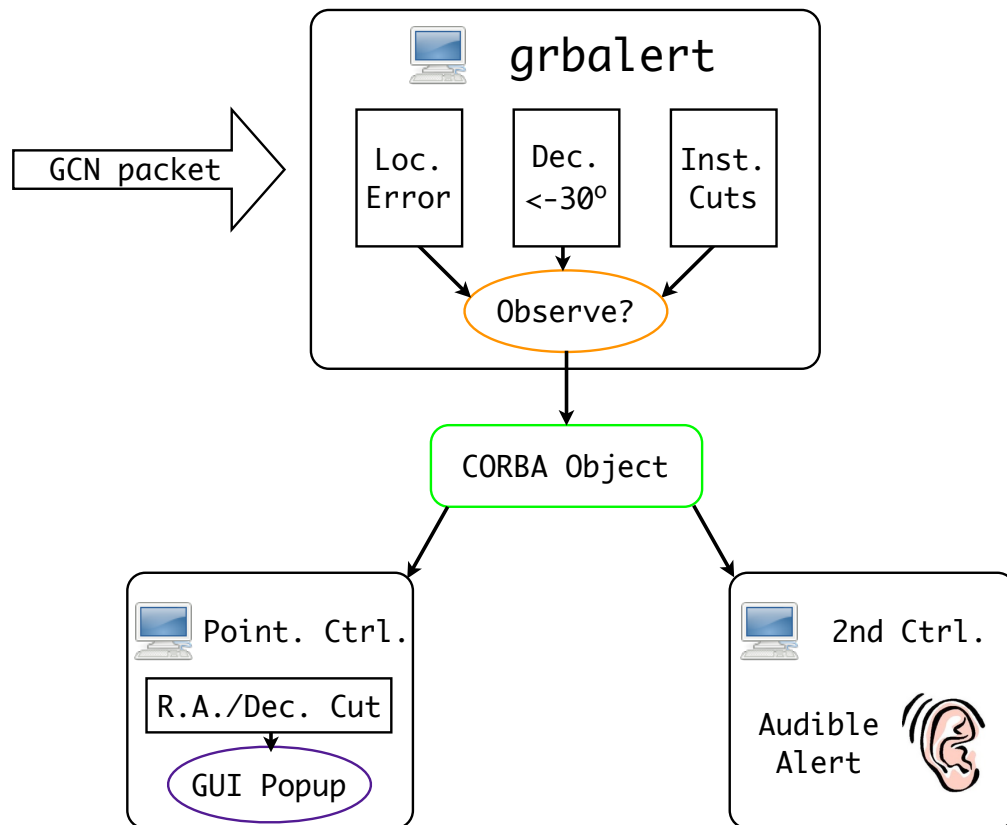 grbalert
GCN packet
Loc.
Error
Dec.
<-30º
Inst.
Cuts
Observe?
CORBA Object
Point. Ctrl.
R.A./Dec. Cut
GUI Popup
2nd Ctrl.
Audible
Alert